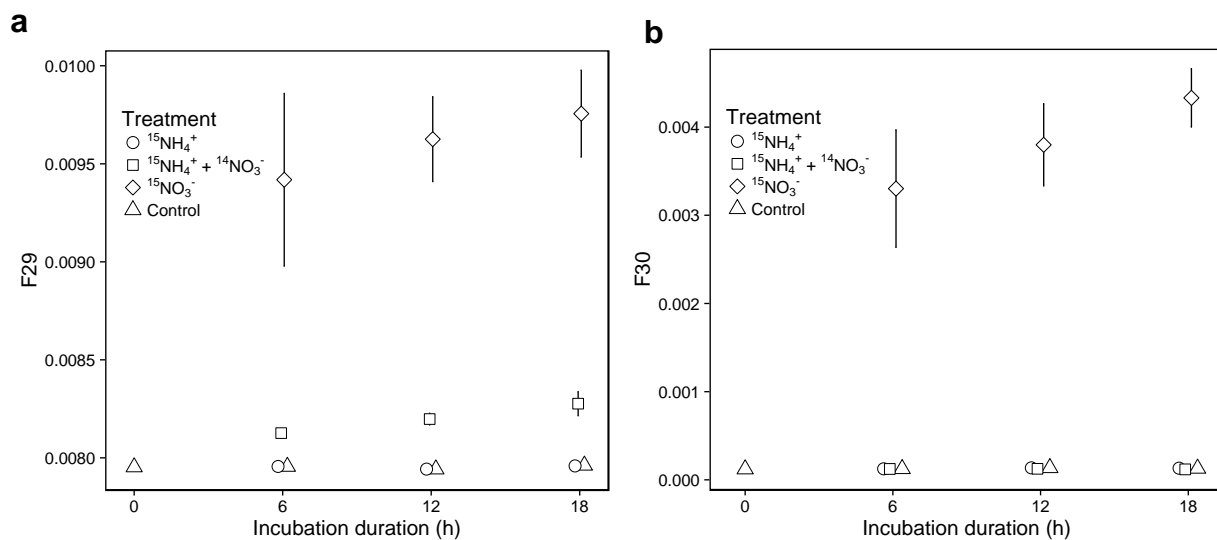 a
0.0100
0.0095
0.0090
0.0085
0.0080
F29
Treatment
¹⁵NH₄⁺
¹⁵NH₄⁺ + ¹⁴NO₃⁻
¹⁵NO₃⁻
Control
0 6 12 18
Incubation duration (h)
b
0.004
0.003
0.002
0.001
0.000
F30
Treatment
¹⁵NH₄⁺
¹⁵NH₄⁺ + ¹⁴NO₃⁻
¹⁵NO₃⁻
Control
0 6 12 18
Incubation duration (h)